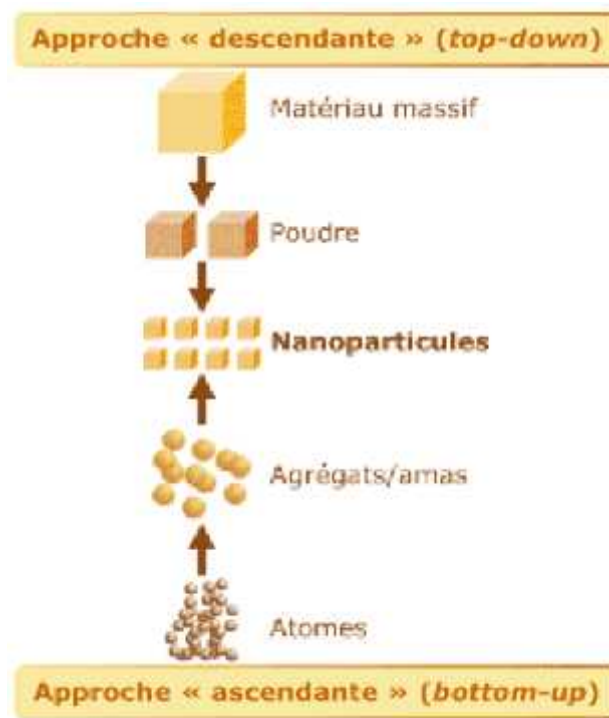 Approche « descendante » (top-down)
Matériau massif
Poudre
Nanoparticules
Agrégats/amas
Atomes
Approche « ascendante » (bottom-up)